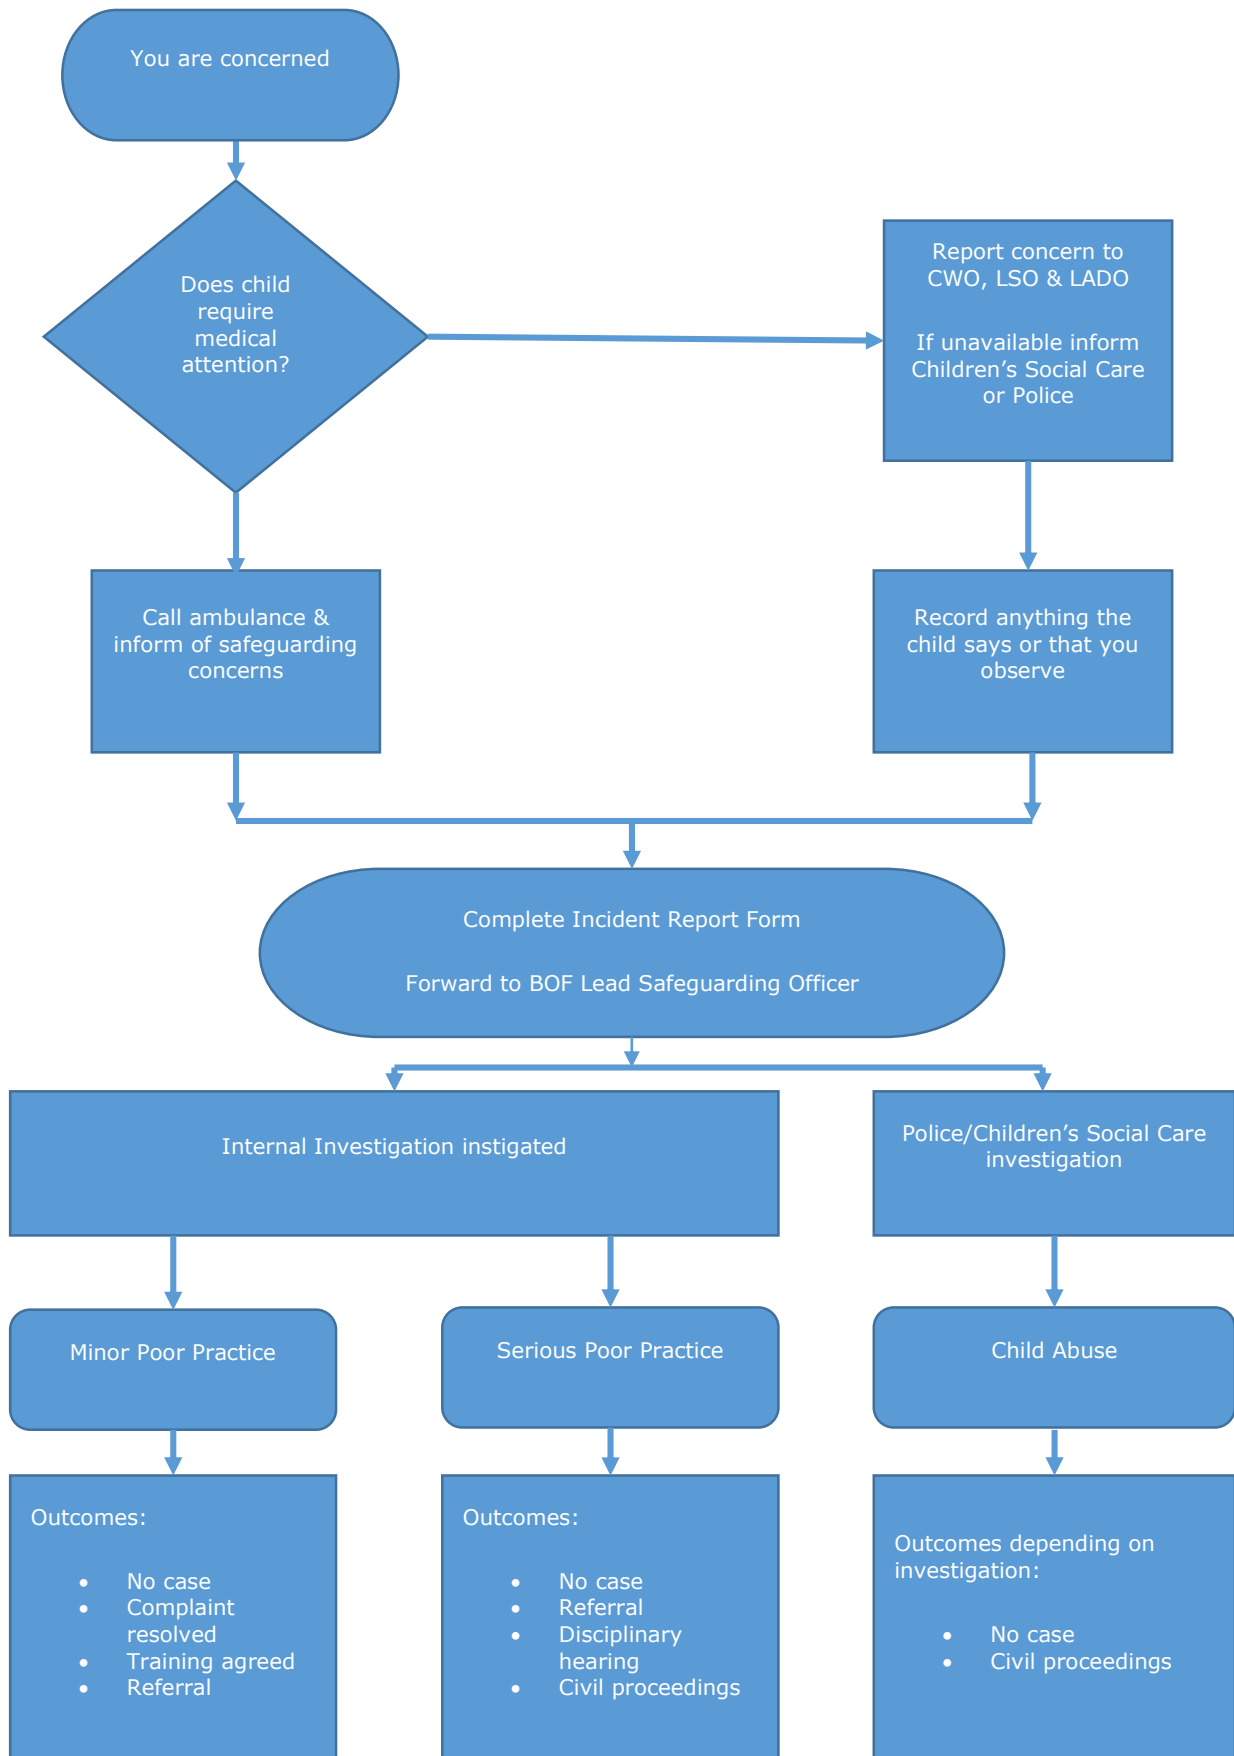 You are concerned
Does child
require
medical
attention?
Report concern to
CWO, LSO & LADO
If unavailable inform
Children’s Social Care
or Police
Call ambulance &
inform of safeguarding
concerns
Record anything the
child says or that you
observe
Complete Incident Report Form
Forward to BOF Lead Safeguarding Officer
Internal Investigation instigated
Police/Children’s Social Care
investigation
Minor Poor Practice
Serious Poor Practice
Child Abuse
Outcomes:
• No case
• Complaint
resolved
• Training agreed
• Referral
Outcomes:
• No case
• Referral
• Disciplinary
hearing
• Civil proceedings
Outcomes depending on
investigation:
• No case
• Civil proceedings